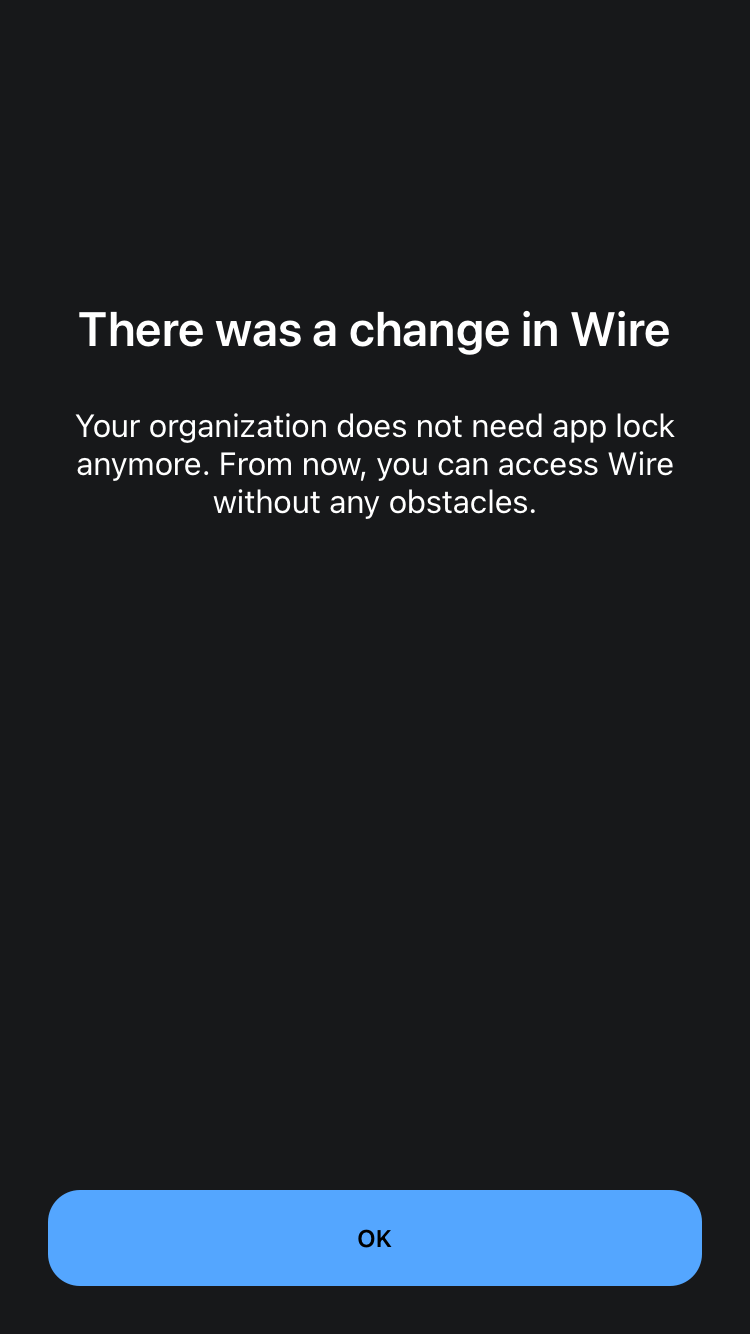 There was a change in Wire
Your organization does not need app lock
anymore. From now, you can access Wire
without any obstacles.
OK